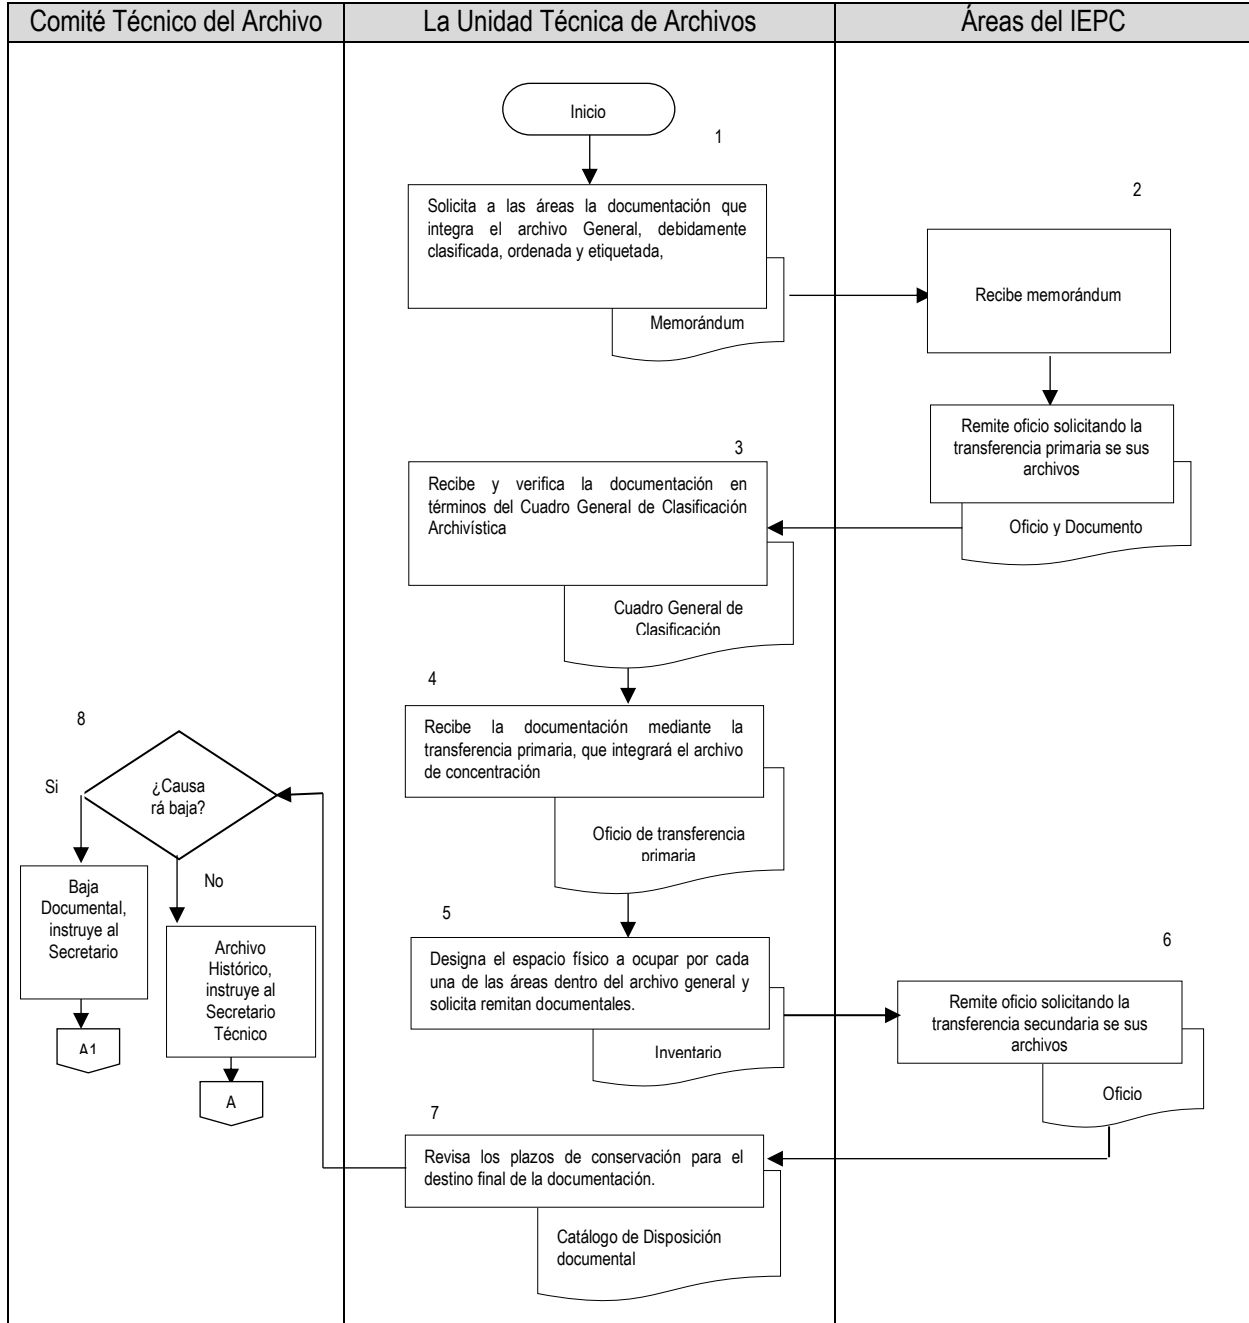 Comité Técnico del Archivo
La Unidad Técnica de Archivos
Áreas del IEPC
Inicio
1
Solicita a las áreas la documentación que
integra el archivo General, debidamente
clasificada, ordenada y etiquetada,
Memorándum
2
Recibe memorándum
Remite oficio solicitando la
transferencia primaria se sus
archivos
Oficio y Documento
3
Recibe y verifica la documentación en
términos del Cuadro General de Clasificación
Archivística
Cuadro General de
Clasificación
4
Recibe la documentación mediante la
transferencia primaria, que integrará el archivo
de concentración
Oficio de transferencia
primaria
5
Designa el espacio físico a ocupar por cada
una de las áreas dentro del archivo general y
solicita remitan documentales.
Inventario
6
Remite oficio solicitando la
transferencia secundaria se sus
archivos
Oficio
7
Revisa los plazos de conservación para el
destino final de la documentación.
Catálogo de Disposición
documental
8
¿Causa
rá baja?
Si
No
Baja
Documental,
instruye al
Secretario
A1
Archivo
Histórico,
instruye al
Secretario
Técnico
A